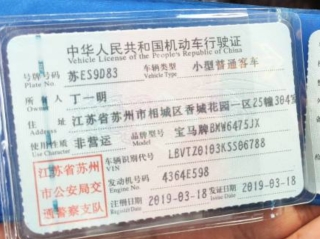 中华人民共和国机动车行驶证
Vehicle License of the People's Republic of China
号牌号码 苏ES9D83 车辆类型 小型普通客车
Plate No. Vehicle Type
所有人 丁一明
Owner
住址 江苏省苏州市相城区香城花园一区25幢304室
Address
使用性质 非营运 品牌型号 宝马牌BMW6475JX
Use Character Model
江苏省苏州市公安局交通警察支队
车辆识别代号 LBVTZ0103KSS06788
VIN
发动机号码 4364E598
Engine No.
注册日期 2019-03-18 发证日期 2019-03-18
Register Date Issue Date